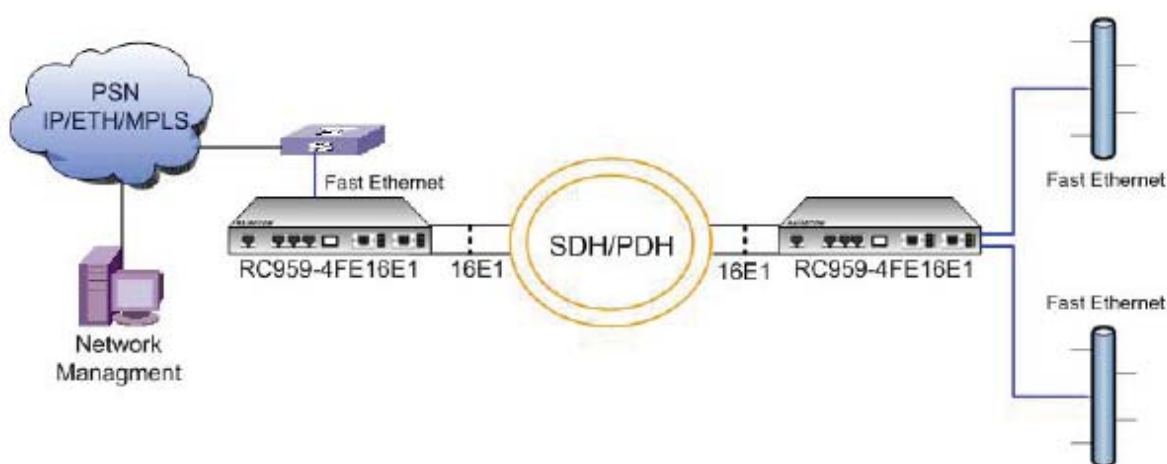 PSN
IP/ETH/MPLS
Fast Ethernet
RC959-4FE16E1
16E1
SDH/PDH
16E1
RC959-4FE16E1
Fast Ethernet
Fast Ethernet
Network
Managment